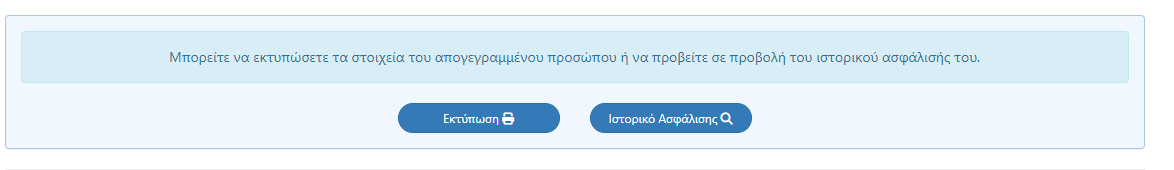 Μπορείτε να εκτυπώσετε τα στοιχεία του απογεγραμμένου προσώπου ή να προβείτε σε προβολή του ιστορικού ασφάλισής του.
Εκτύπωση
Ιστορικό Ασφάλισης